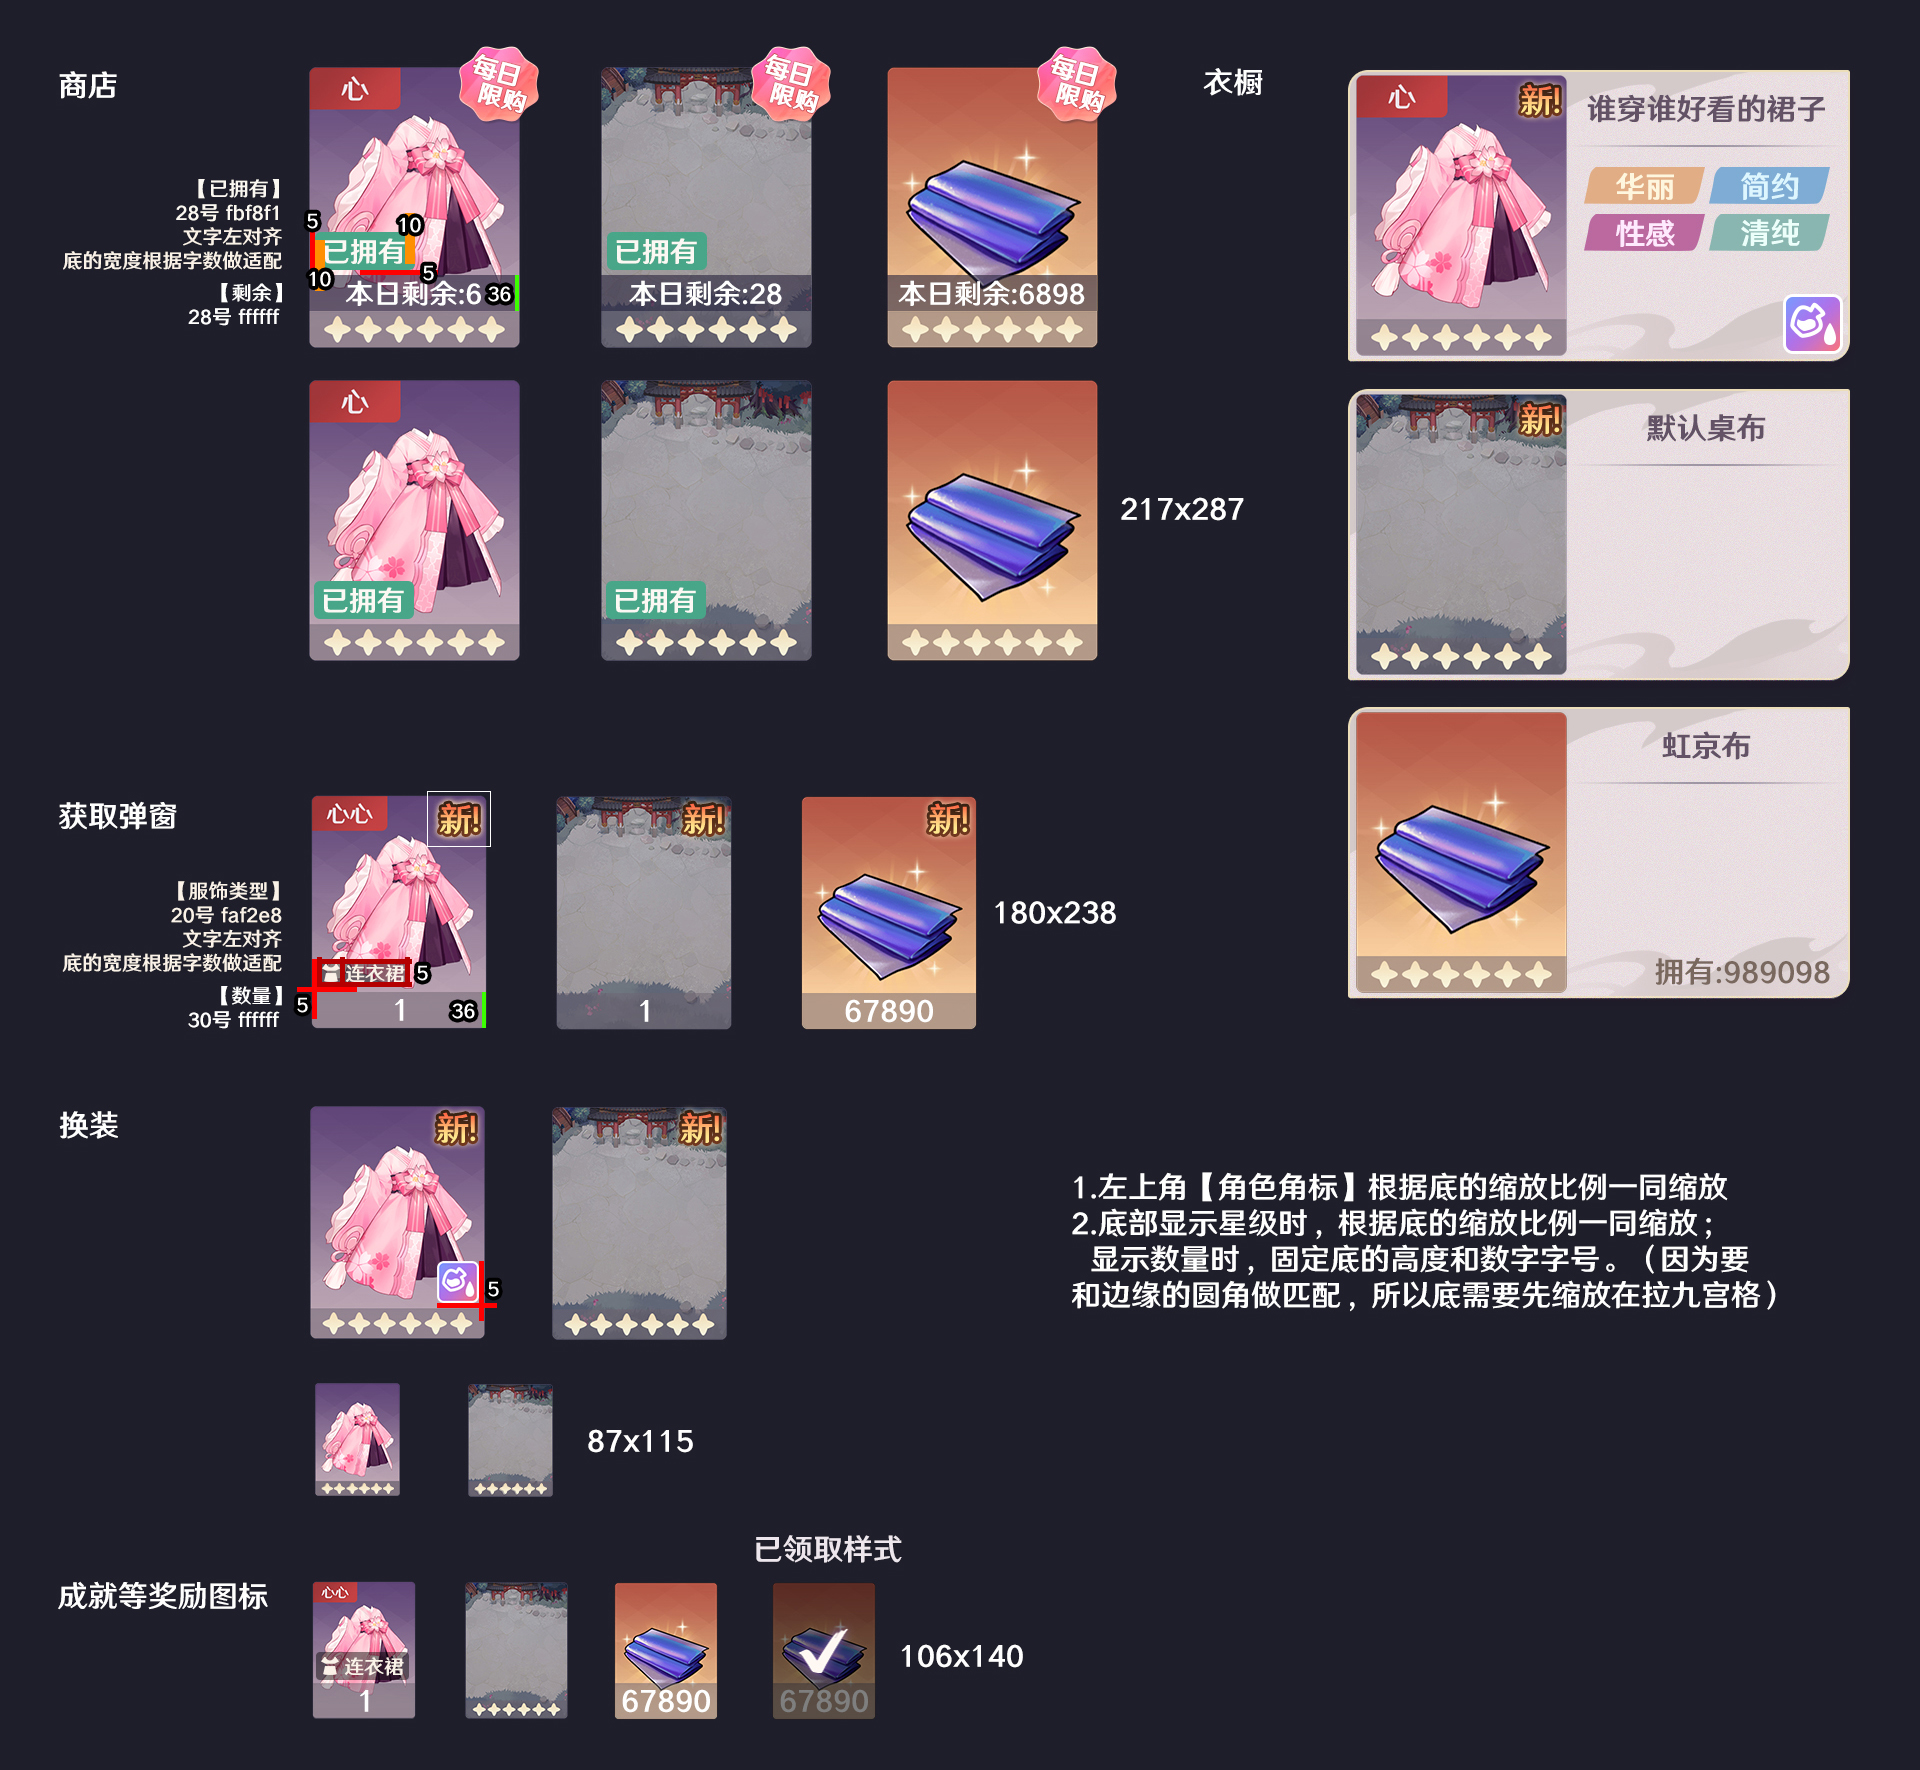 商店
心
每日
限购
每日
限购
每日
限购
【已拥有】
28号 fbf8f1
文字左对齐
底的宽度根据字数做适配
【剩余】
28号 ffffff
5
10
已拥有
10
5
本日剩余:6
36
已拥有
本日剩余:28
本日剩余:6898
心
已拥有
已拥有
217x287
衣橱
心
新!
谁穿谁好看的裙子
华丽
简约
性感
清纯
新!
默认桌布
虹京布
拥有:989098
获取弹窗
心心
新!
新!
新!
【服饰类型】
20号 faf2e8
文字左对齐
底的宽度根据字数做适配
【数量】
30号 ffffff
连衣裙
5
5
1
36
1
67890
180x238
换装
新!
新!
5
1.左上角【角色角标】根据底的缩放比例一同缩放
2.底部显示星级时，根据底的缩放比例一同缩放；
显示数量时，固定底的高度和数字字号。（因为要
和边缘的圆角做匹配，所以底需要先缩放在拉九宫格）
87x115
已领取样式
成就等奖励图标
心心
连衣裙
1
67890
67890
106x140